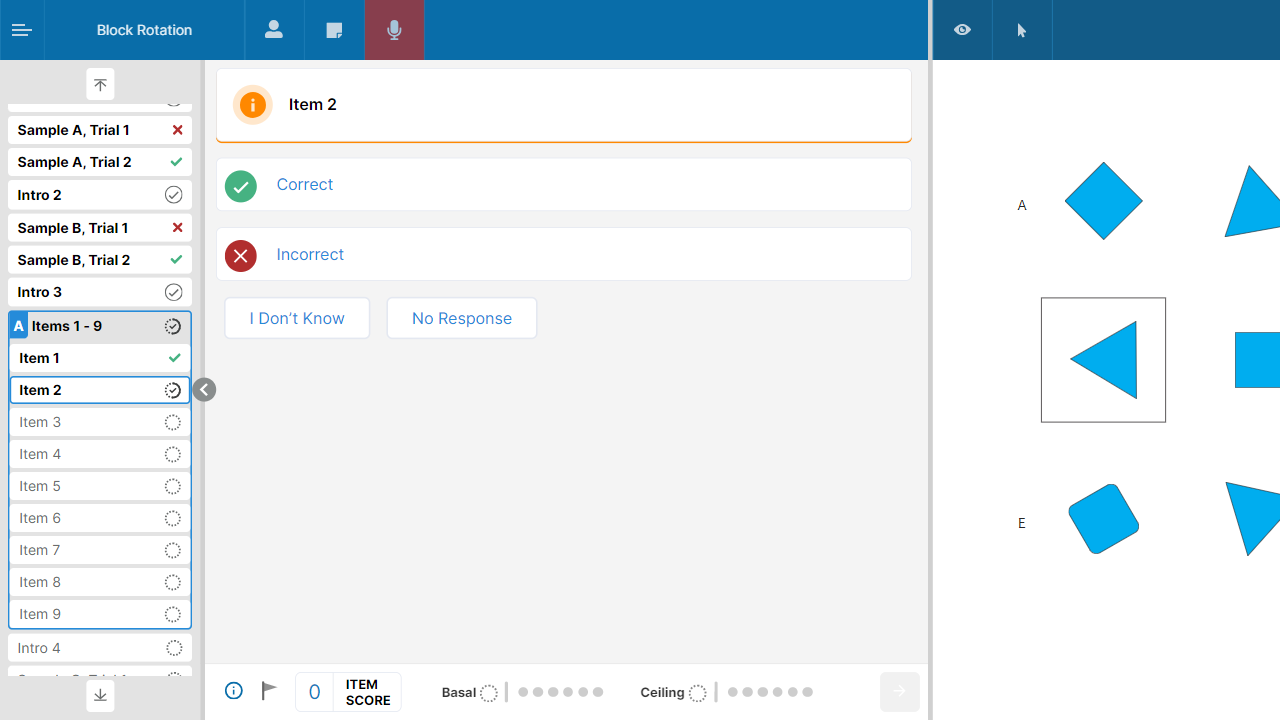 Block Rotation
Sample A, Trial 1
Sample A, Trial 2
Intro 2
Sample B, Trial 1
Sample B, Trial 2
Intro 3
A Items 1 - 9
Item 1
Item 2
Item 3
Item 4
Item 5
Item 6
Item 7
Item 8
Item 9
Intro 4
Item 2
Correct
Incorrect
I Don’t Know
No Response
0
ITEM
SCORE
Basal
Ceiling
A
E